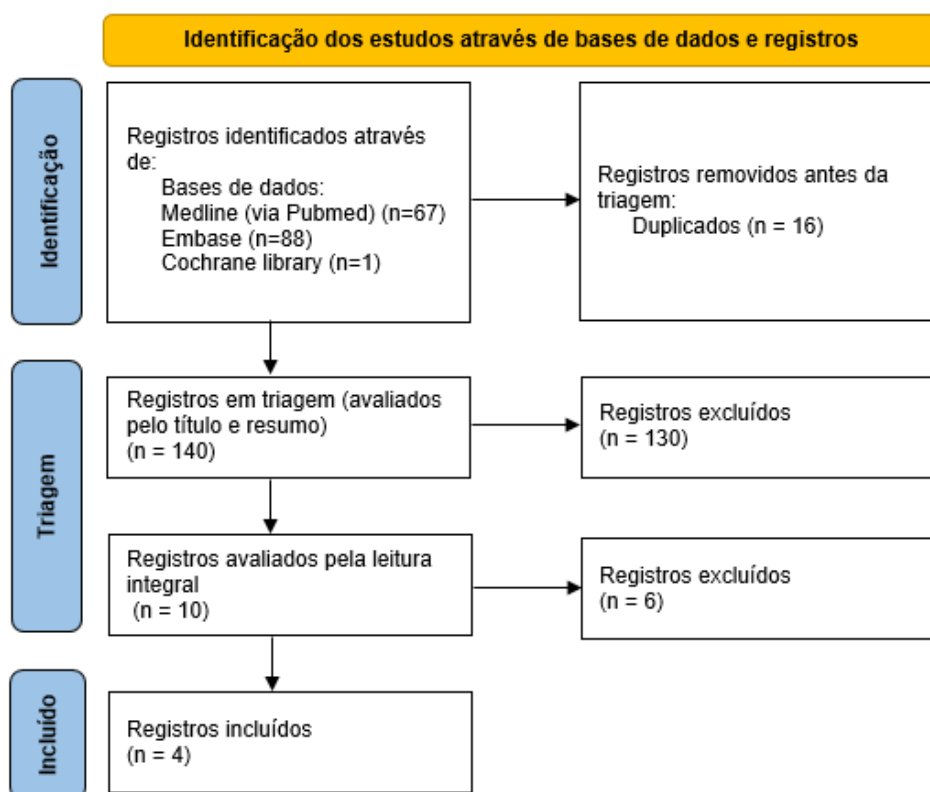 Identificação dos estudos através de bases de dados e registros
Identificação
Registros identificados através
de:
Bases de dados:
Medline (via Pubmed) (n=67)
Embase (n=88)
Cochrane library (n=1)
Registros removidos antes da
triagem:
Duplicados (n = 16)
Triagem
Registros em triagem (avaliados
pelo título e resumo)
(n = 140)
Registros excluídos
(n = 130)
Registros avaliados pela leitura
integral
(n = 10)
Registros excluídos
(n = 6)
Incluído
Registros incluídos
(n = 4)